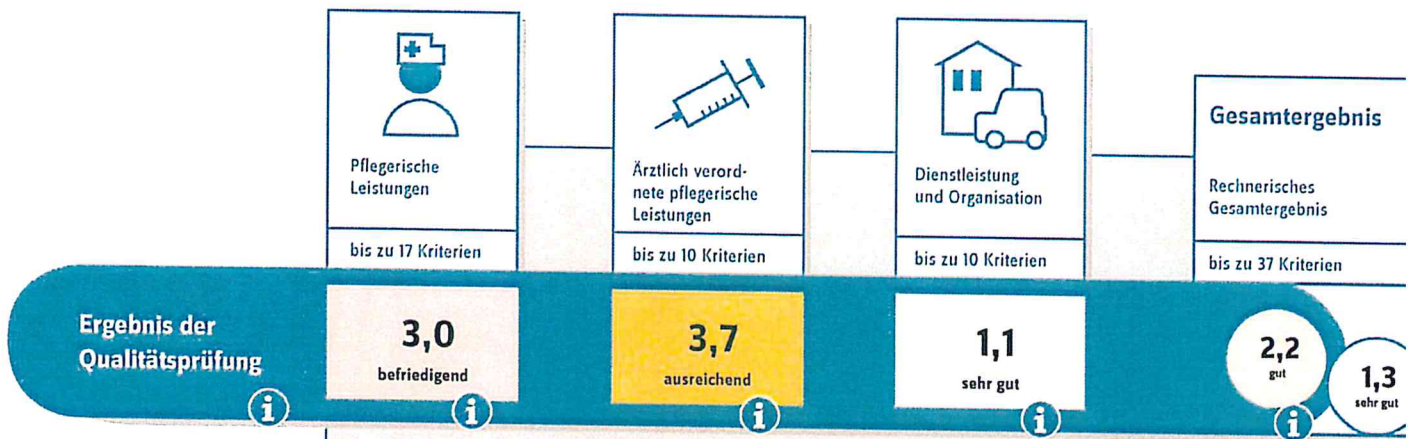 Pflegerische
Leistungen
bis zu 17 Kriterien
Ärztlich verord-
nete pflegerische
Leistungen
bis zu 10 Kriterien
Dienstleistung
und Organisation
bis zu 10 Kriterien
Gesamtergebnis
Rechnerisches
Gesamtergebnis
bis zu 37 Kriterien
Ergebnis der
Qualitätsprüfung
i
3,0
befriedigend
i
3,7
ausreichend
i
1,1
sehr gut
i
2,2
gut
i
1,3
sehr gut